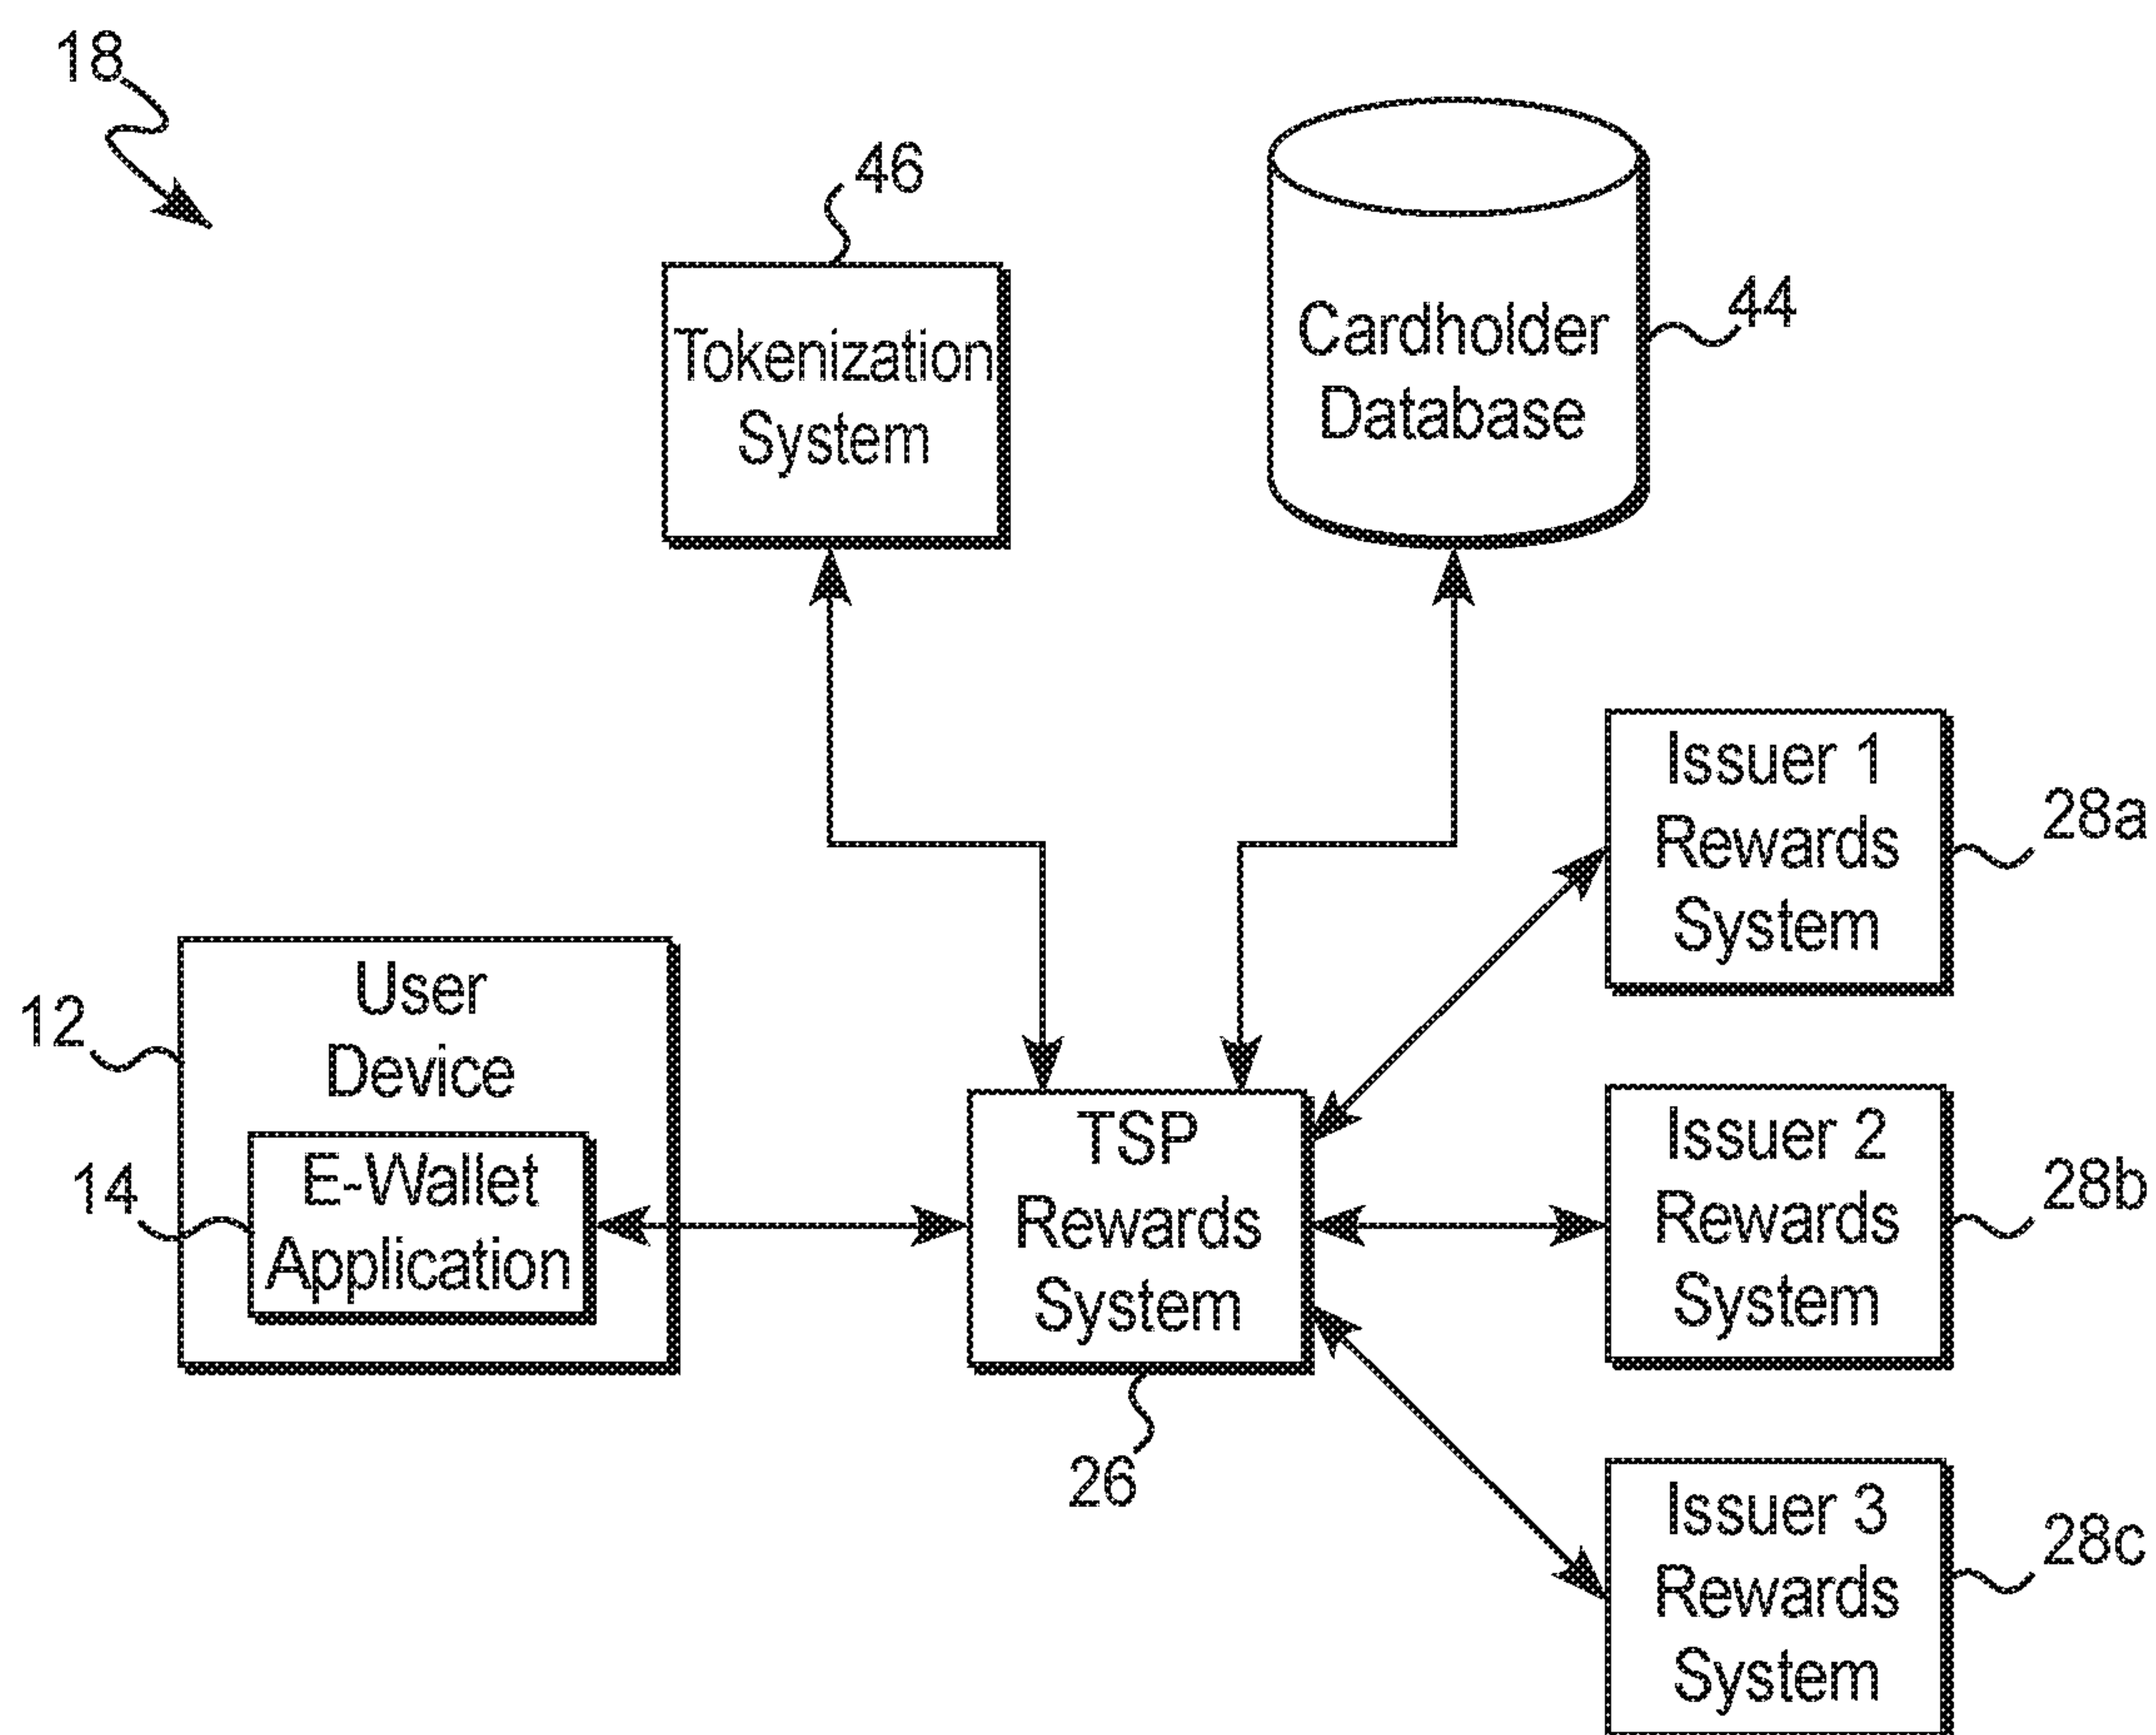 18
46
Tokenization
System
Cardholder
Database
44
Issuer 1
Rewards
System
28a
12
User
Device
14
E-Wallet
Application
TSP
Rewards
System
26
Issuer 2
Rewards
System
28b
Issuer 3
Rewards
System
28c